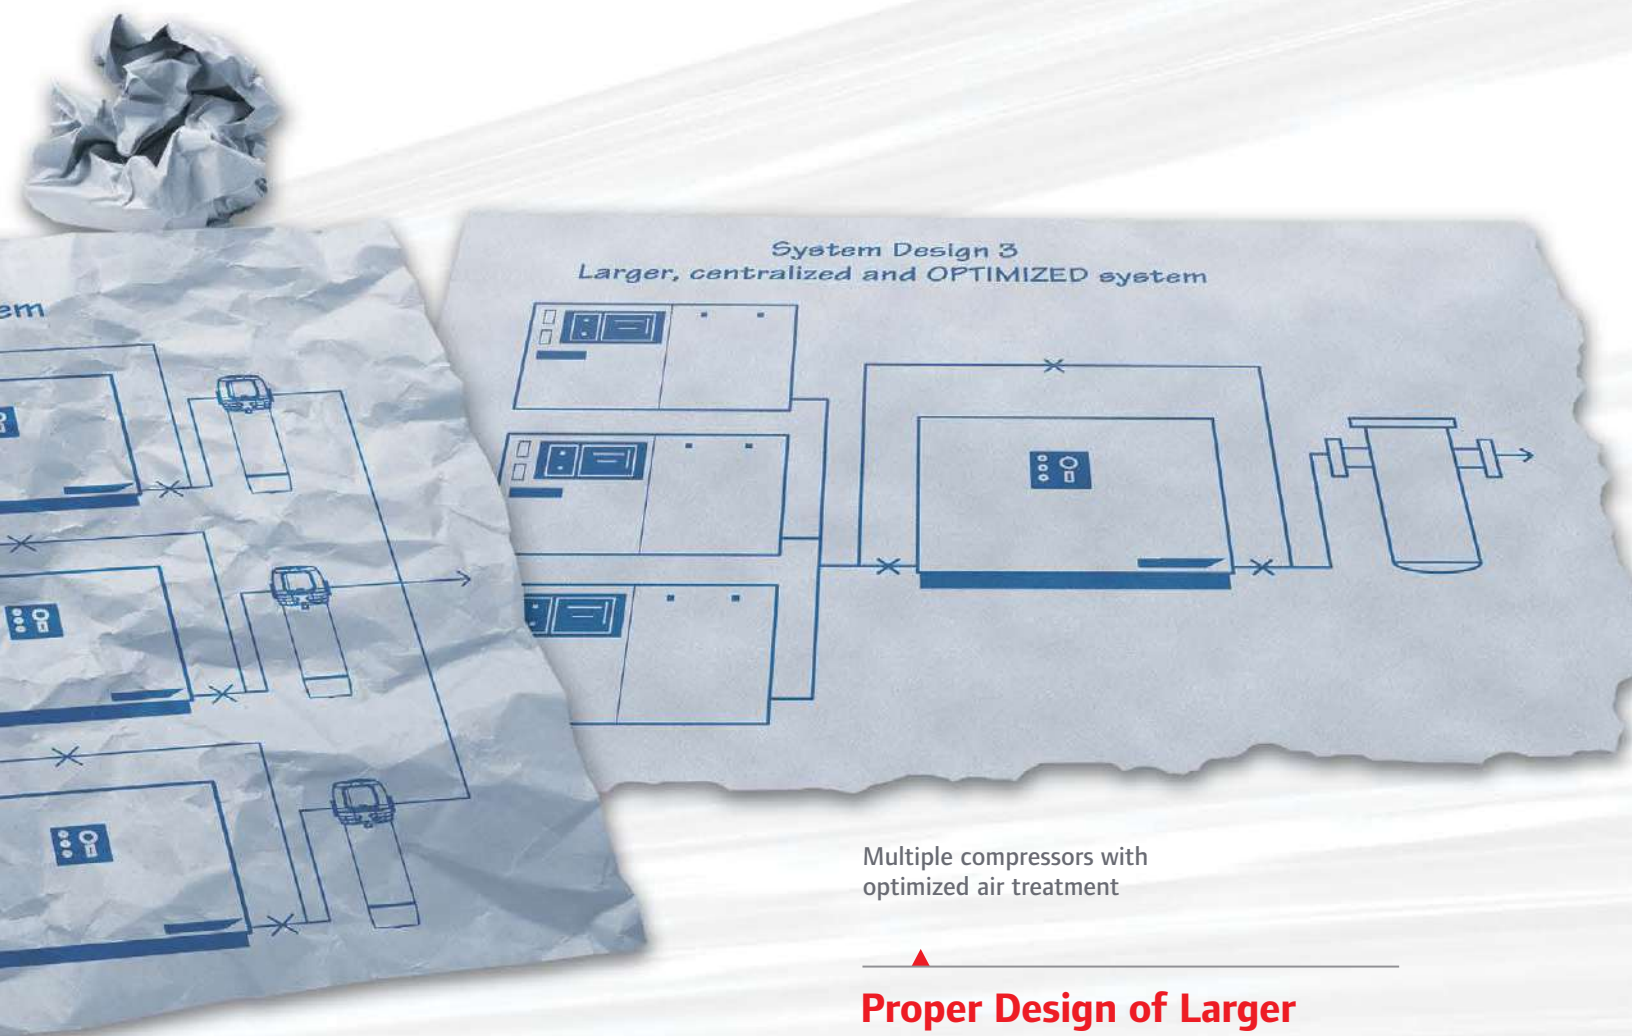 em
System Design 3
Larger, centralized and OPTIMIZED system
Multiple compressors with
optimized air treatment
Proper Design of Larger